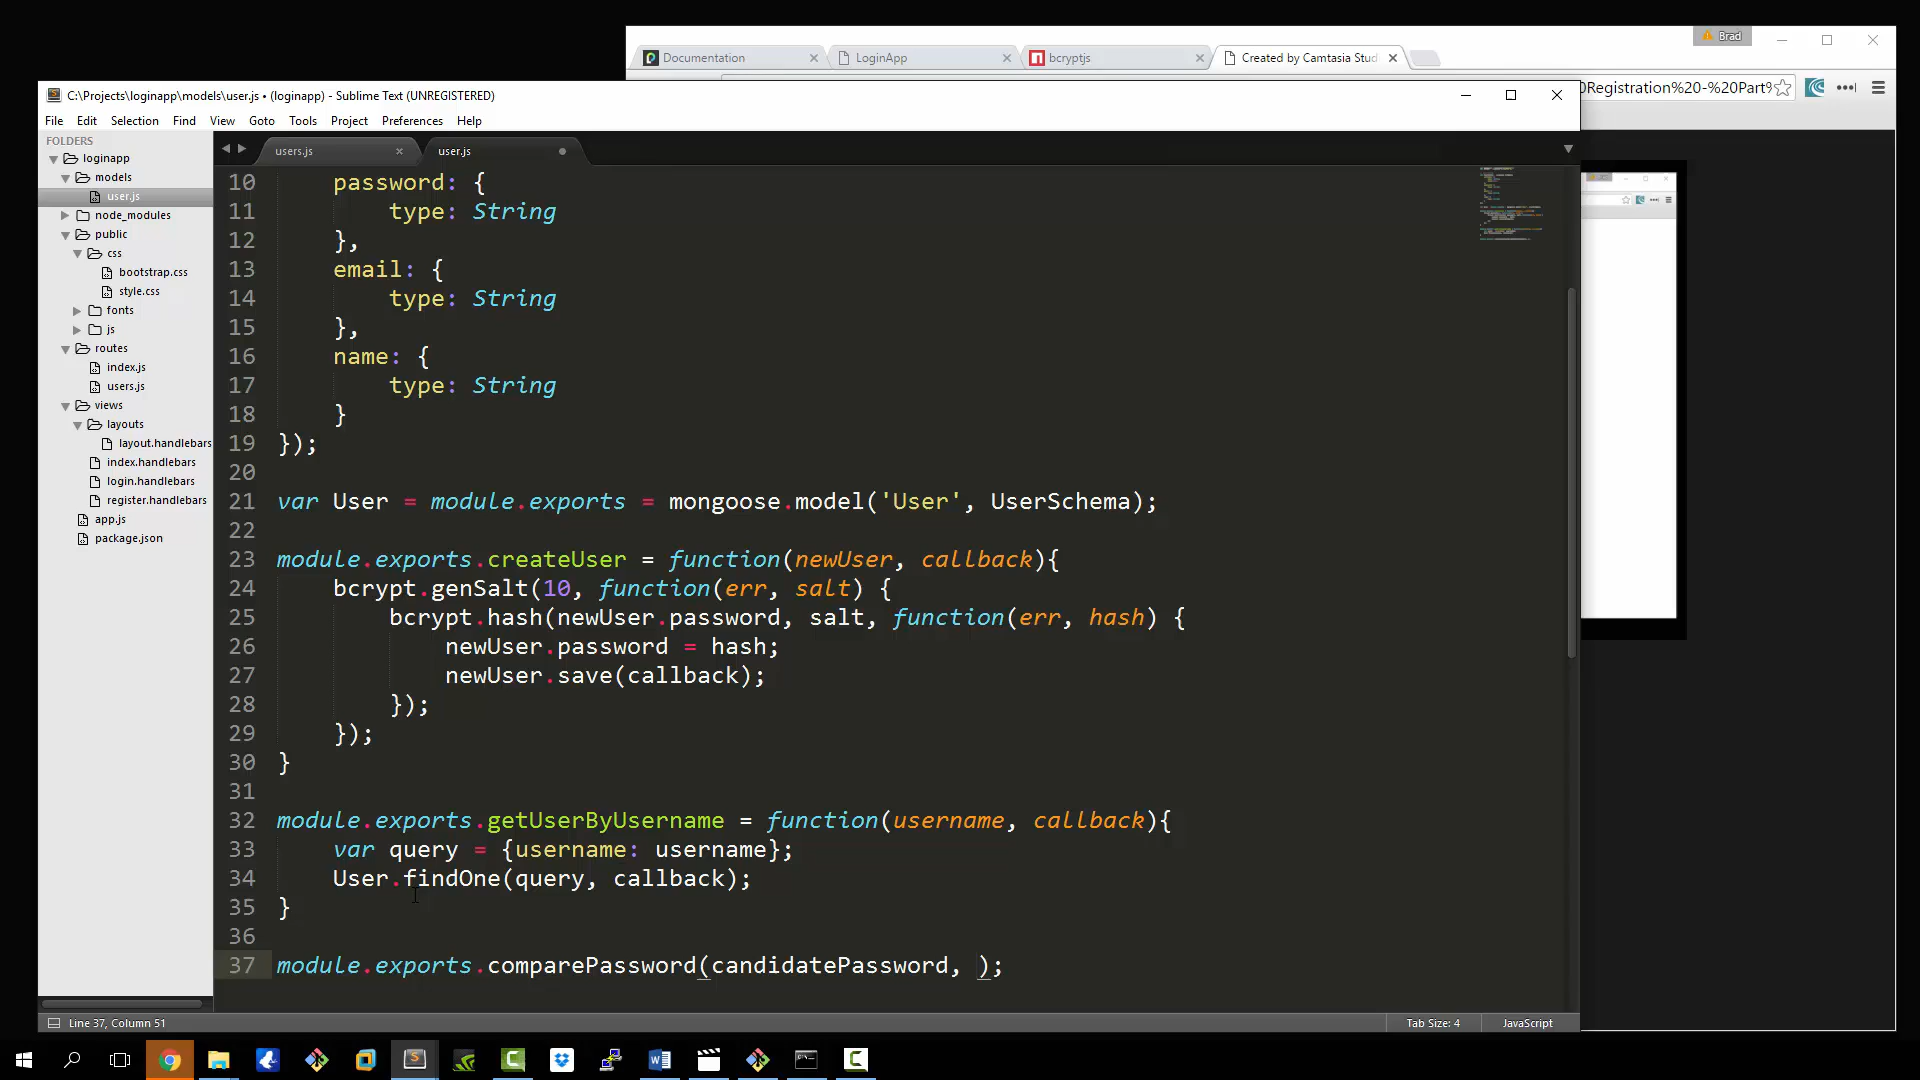 Brad
Documentation
LoginApp
bcryptjs
Created by Camtasia Stud
Registration%20-%20Part%
C:\Projects\loginapp\models\user.js • (loginapp) - Sublime Text (UNREGISTERED)
File Edit Selection Find View Goto Tools Project Preferences Help
FOLDERS
loginapp
models
user.js
node_modules
public
css
bootstrap.css
style.css
fonts
js
routes
index.js
users.js
views
layouts
layout.handlebars
index.handlebars
login.handlebars
register.handlebars
app.js
package.json
users.js
user.js
10 password: {
11 type: String
12 },
13 email: {
14 type: String
15 },
16 name: {
17 type: String
18 }
19 });
20
21 var User = module.exports = mongoose.model('User', UserSchema);
22
23 module.exports.createUser = function(newUser, callback){
24 bcrypt.genSalt(10, function(err, salt) {
25 bcrypt.hash(newUser.password, salt, function(err, hash) {
26 newUser.password = hash;
27 newUser.save(callback);
28 });
29 });
30 }
31
32 module.exports.getUserByUsername = function(username, callback){
33 var query = {username: username};
34 User.findOne(query, callback);
35 }
36
37 module.exports.comparePassword(candidatePassword, );
Line 37, Column 51
Tab Size: 4
JavaScript